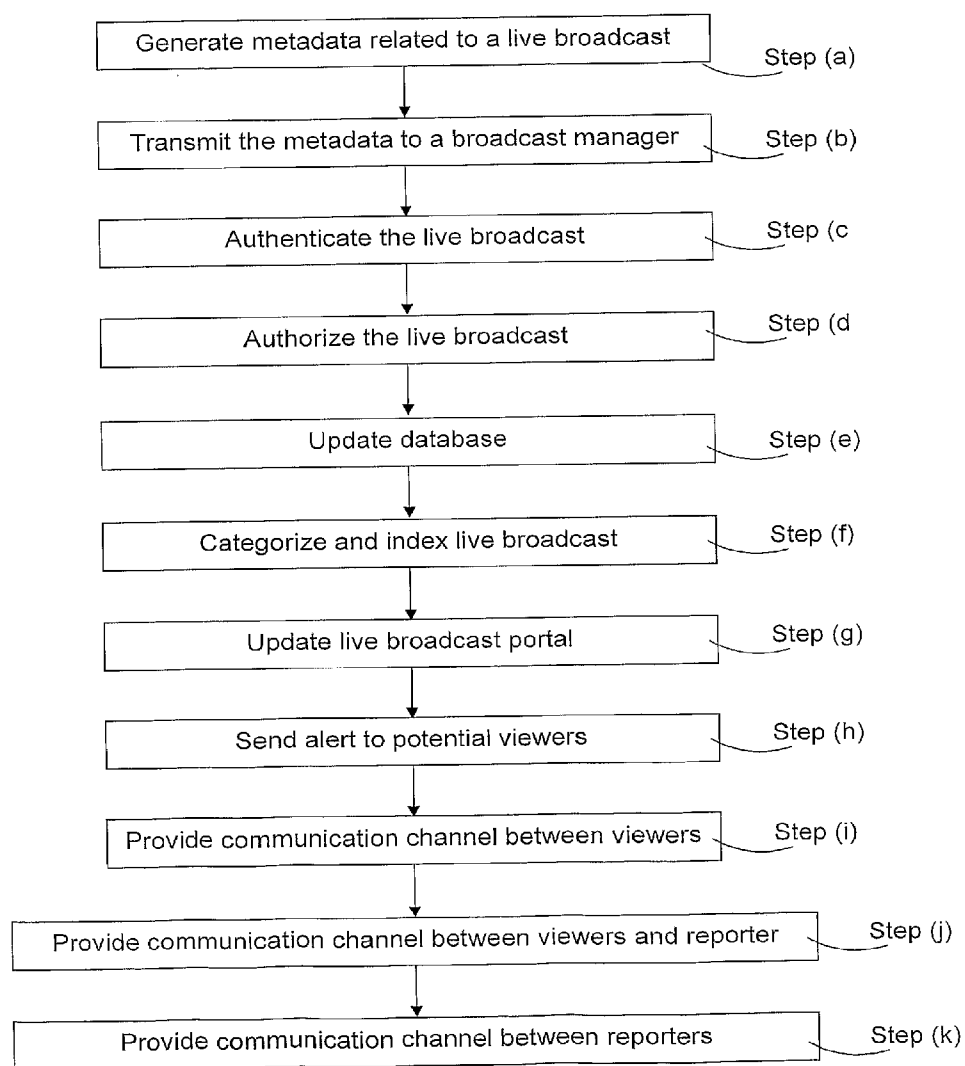 Generate metadata related to a live broadcast
Step (a)
Transmit the metadata to a broadcast manager
Step (b)
Authenticate the live broadcast
Step (c
Authorize the live broadcast
Step (d
Update database
Step (e)
Categorize and index live broadcast
Step (f)
Update live broadcast portal
Step (g)
Send alert to potential viewers
Step (h)
Provide communication channel between viewers
Step (i)
Provide communication channel between viewers and reporter
Step (j)
Provide communication channel between reporters
Step (k)